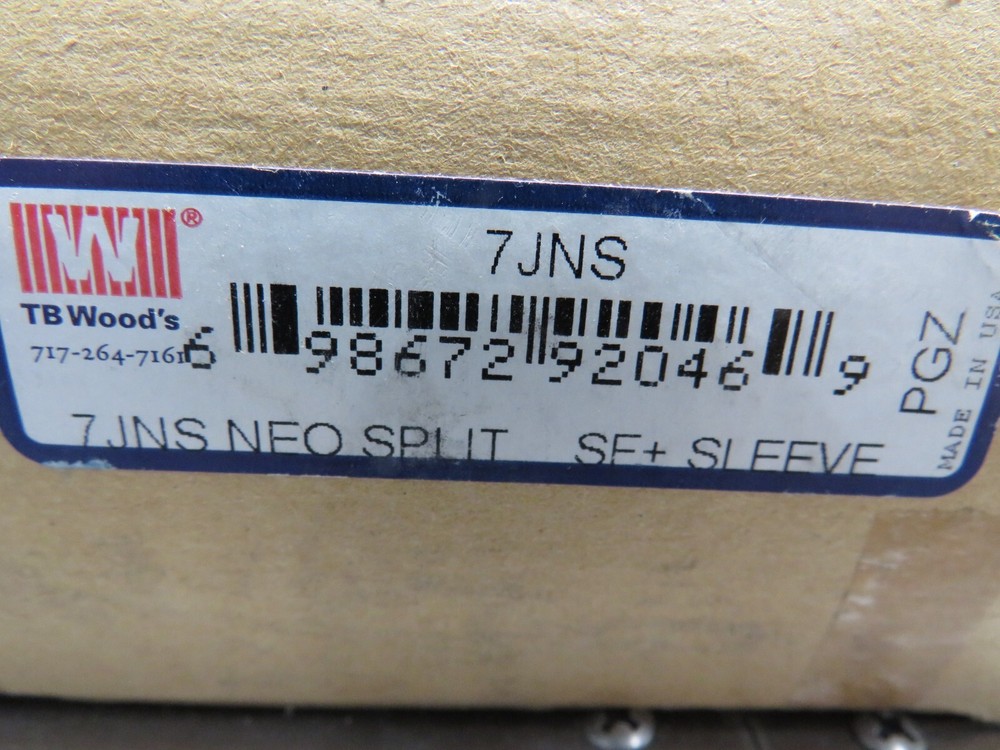 7JNS
W®
TB Wood's
717-264-7161
6 98672 92046 9
7JNS NEO SPLIT SF+ SLEEVE
PGZ
MADE IN USA